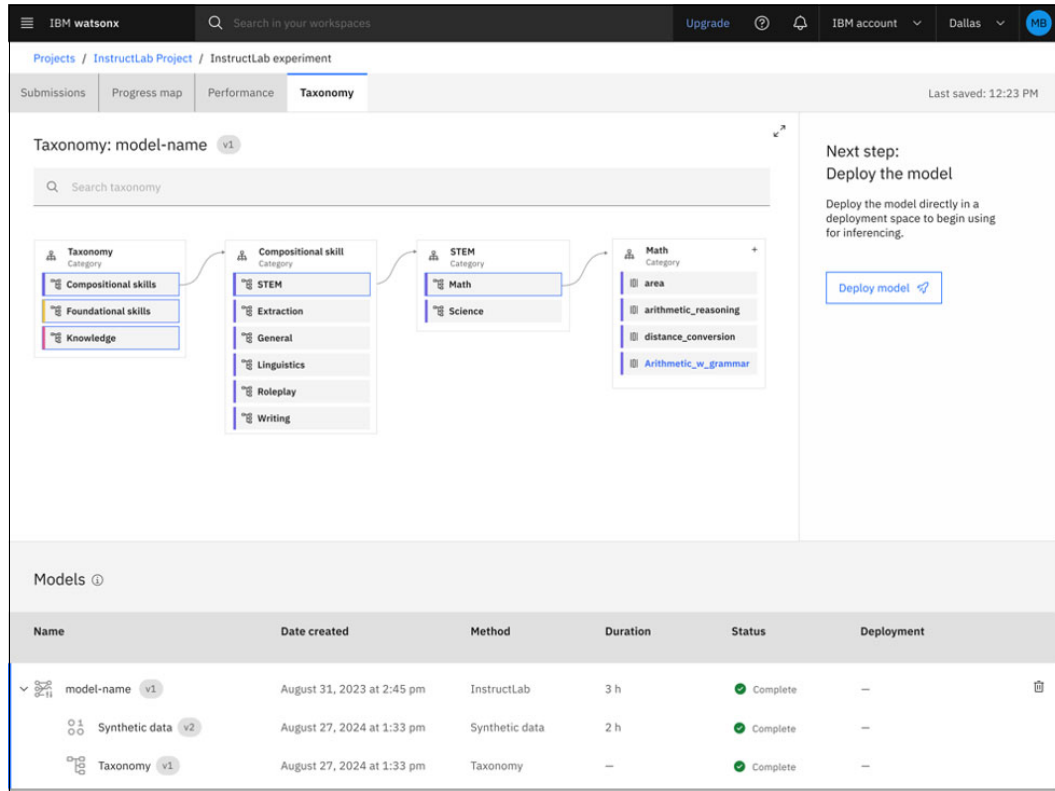 IBM watsonx
Search in your workspaces
Upgrade
IBM account
Dallas
MB
Projects / InstructLab Project / InstructLab experiment
Submissions
Progress map
Performance
Taxonomy
Last saved: 12:23 PM
Taxonomy: model-name v1
Search taxonomy
Taxonomy
Category
Compositional skills
Foundational skills
Knowledge
Compositional skill
Category
STEM
Extraction
General
Linguistics
Roleplay
Writing
STEM
Category
Math
Science
Math
Category
+
area
arithmetic_reasoning
distance_conversion
Arithmetic_w_grammar
Next step:
Deploy the model
Deploy the model directly in a
deployment space to begin using
for inferencing.
Deploy model
Models
Name Date created Method Duration Status Deployment
model-name v1 August 31, 2023 at 2:45 pm InstructLab 3 h Complete —
Synthetic data v2 August 27, 2024 at 1:33 pm Synthetic data 2 h Complete —
Taxonomy v1 August 27, 2024 at 1:33 pm Taxonomy — Complete —